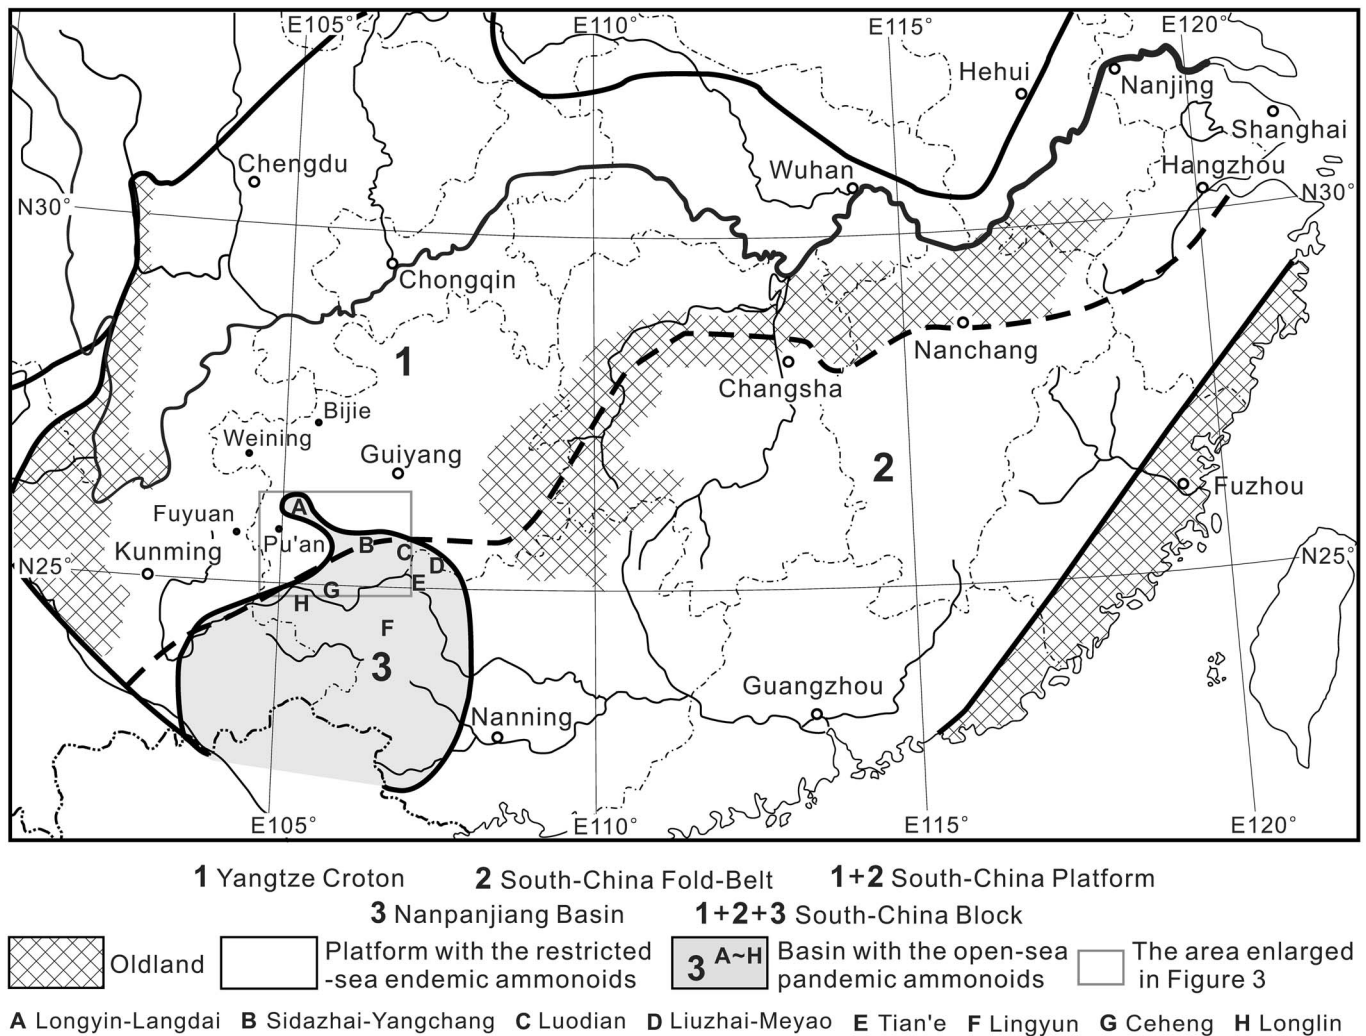 E105° E110° E115° E120°
Hehui
Nanjing
Shanghai
Chengdu
Wuhan
Hangzhou
N30° N30°
Chongqin
1
Nanchang
Changsha
Bijie
Weining
Guiyang
2
Fuzhou
A
Fuyuan
Pu'an B C
Kunming D
N25° N25°
G E
H
F
3
Guangzhou
Nanning
E105° E110° E115° E120°
1 Yangtze Croton 2 South-China Fold-Belt 1+2 South-China Platform
3 Nanpanjiang Basin 1+2+3 South-China Block
Oldland
Platform with the restricted
-sea endemic ammonoids
3 A~H
Basin with the open-sea
pandemic ammonoids
The area enlarged
in Figure 3
A Longyin-Langdai B Sidazhai-Yangchang C Luodian D Liuzhai-Meyao E Tian'e F Lingyun G Ceheng H Longlin